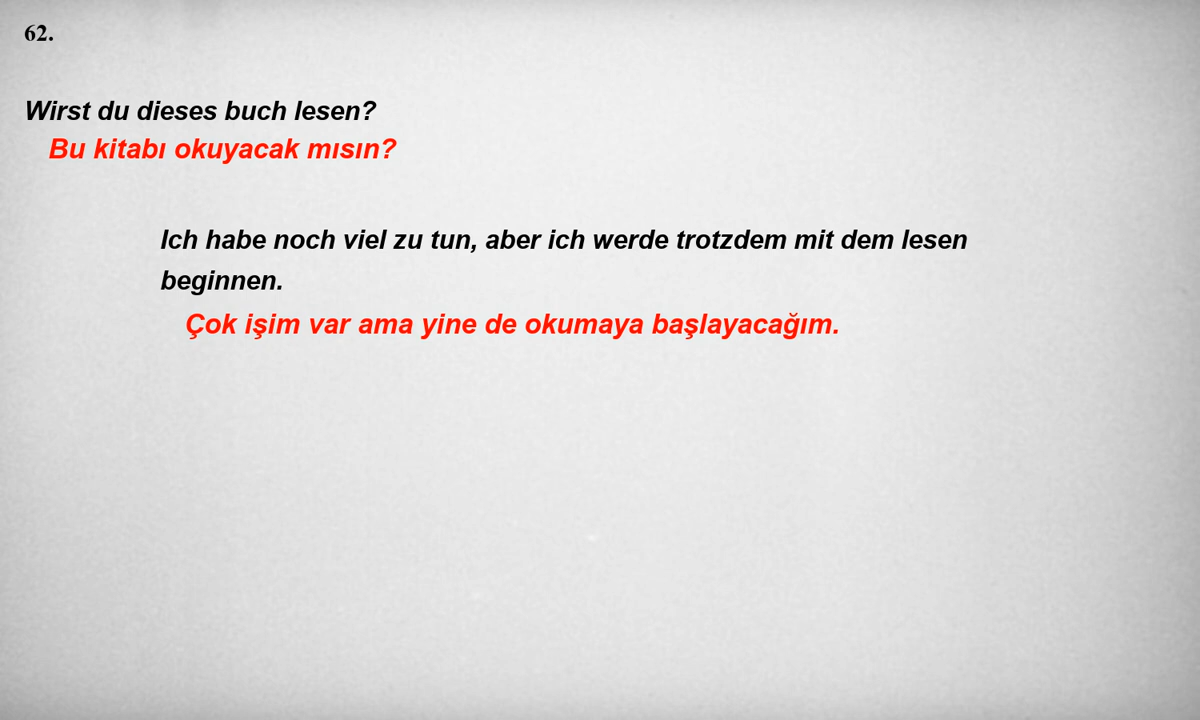 62.
Wirst du dieses buch lesen?
Bu kitabı okuyacak mısın?
Ich habe noch viel zu tun, aber ich werde trotzdem mit dem lesen
beginnen.
Çok işim var ama yine de okumaya başlayacağım.